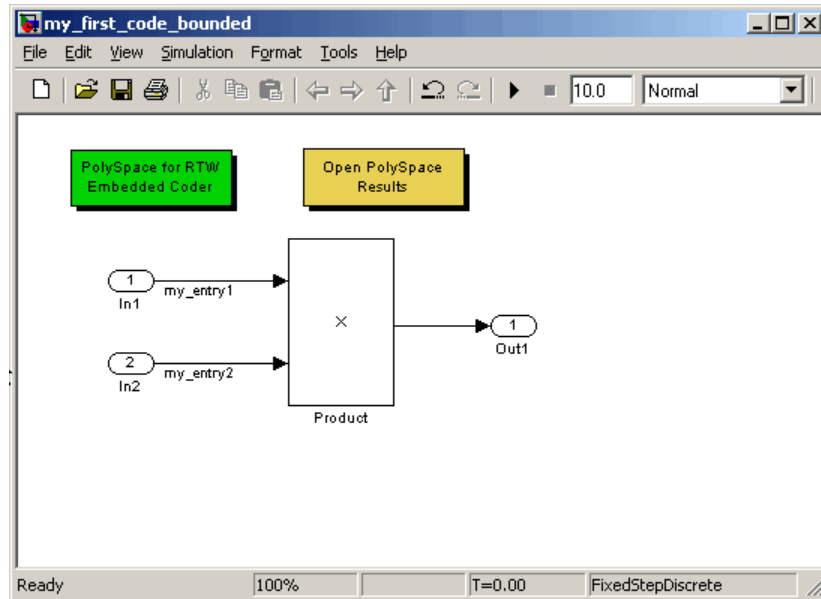 my_first_code_bounded
File Edit View Simulation Format Tools Help
10.0 Normal
PolySpace for RTW
Embedded Coder
Open PolySpace
Results
1
my_entry1
In1
×
1
Out1
2
my_entry2
In2
Product
Ready 100% T=0.00 FixedStepDiscrete